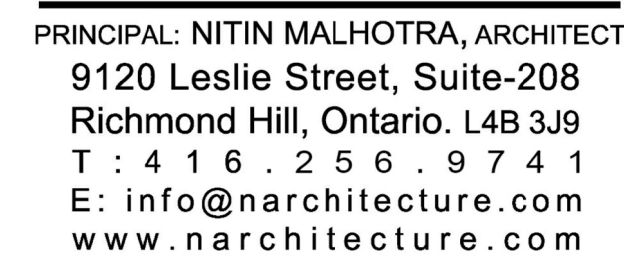 PRINCIPAL: NITIN MALHOTRA, ARCHITECT
9120 Leslie Street, Suite-208
Richmond Hill, Ontario. L4B 3J9
T : 4 1 6 . 2 5 6 . 9 7 4 1
E: info@narchitecture.com
www.narchitecture.com